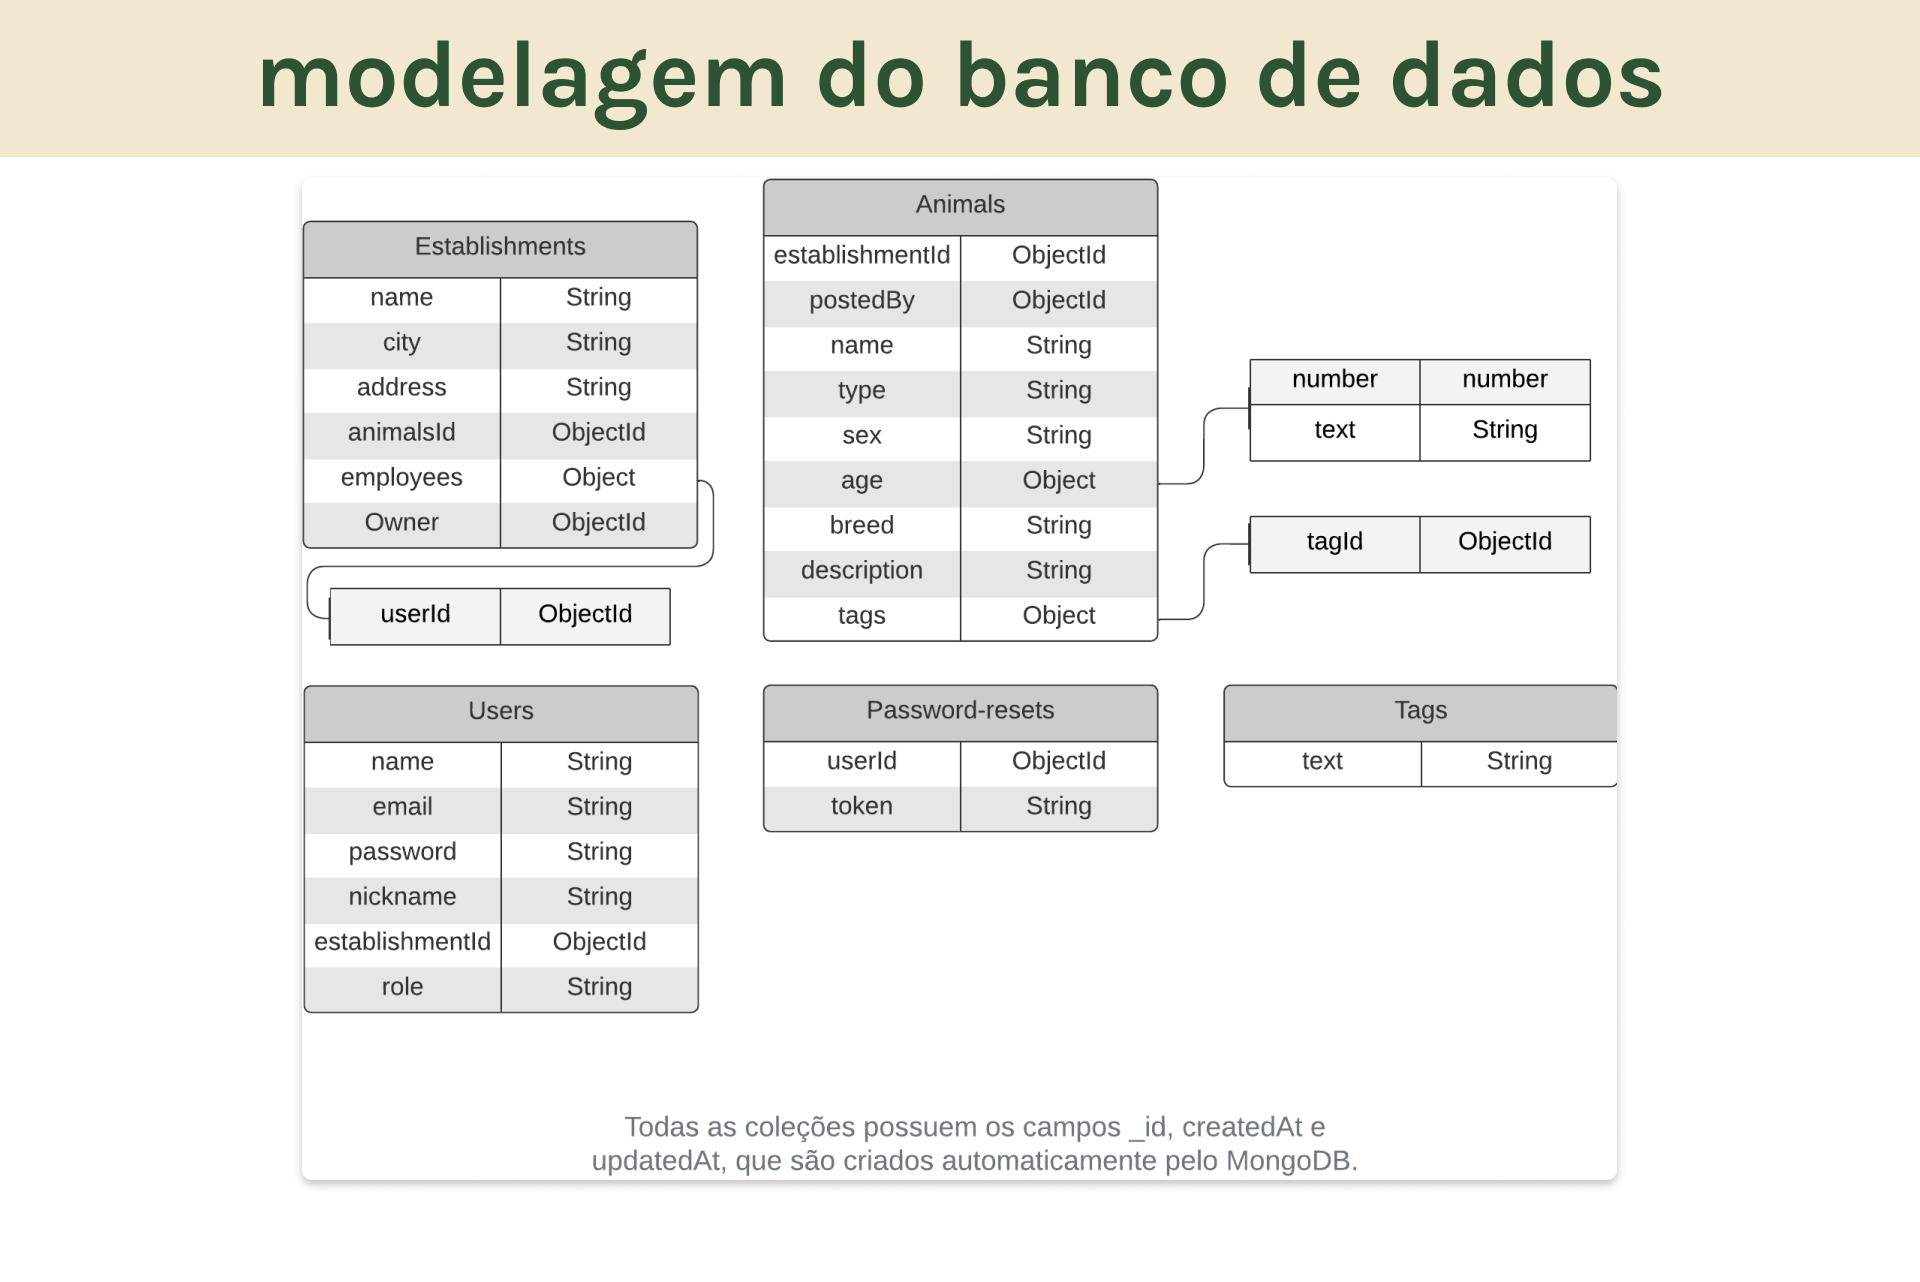 modelagem do banco de dados
Establishments
name String
city String
address String
animalsId ObjectId
employees Object
Owner ObjectId
userId ObjectId
Animals
establishmentId ObjectId
postedBy ObjectId
name String
type String
sex String
age Object
breed String
description String
tags Object
number number
text String
tagId ObjectId
Users
name String
email String
password String
nickname String
establishmentId ObjectId
role String
Password-resets
userId ObjectId
token String
Tags
text String
Todas as coleções possuem os campos _id, createdAt e
updatedAt, que são criados automaticamente pelo MongoDB.